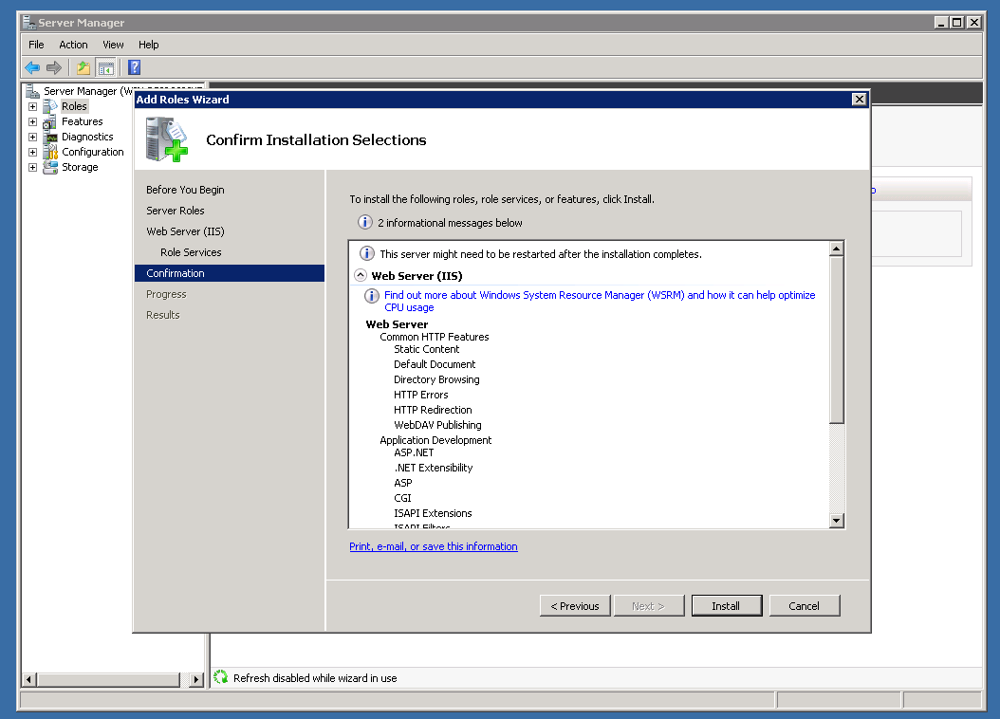 Server Manager
File Action View Help
Server Manager
Roles
Features
Diagnostics
Configuration
Storage
Add Roles Wizard
Confirm Installation Selections
Before You Begin
Server Roles
Web Server (IIS)
Role Services
Confirmation
Progress
Results
To install the following roles, role services, or features, click Install.
2 informational messages below
This server might need to be restarted after the installation completes.
Web Server (IIS)
Find out more about Windows System Resource Manager (WSRM) and how it can help optimize
CPU usage
Web Server
Common HTTP Features
Static Content
Default Document
Directory Browsing
HTTP Errors
HTTP Redirection
WebDAV Publishing
Application Development
ASP.NET
.NET Extensibility
ASP
CGI
ISAPI Extensions
ISAPI Filters
Print, e-mail, or save this information
< Previous Next > Install Cancel
Refresh disabled while wizard in use